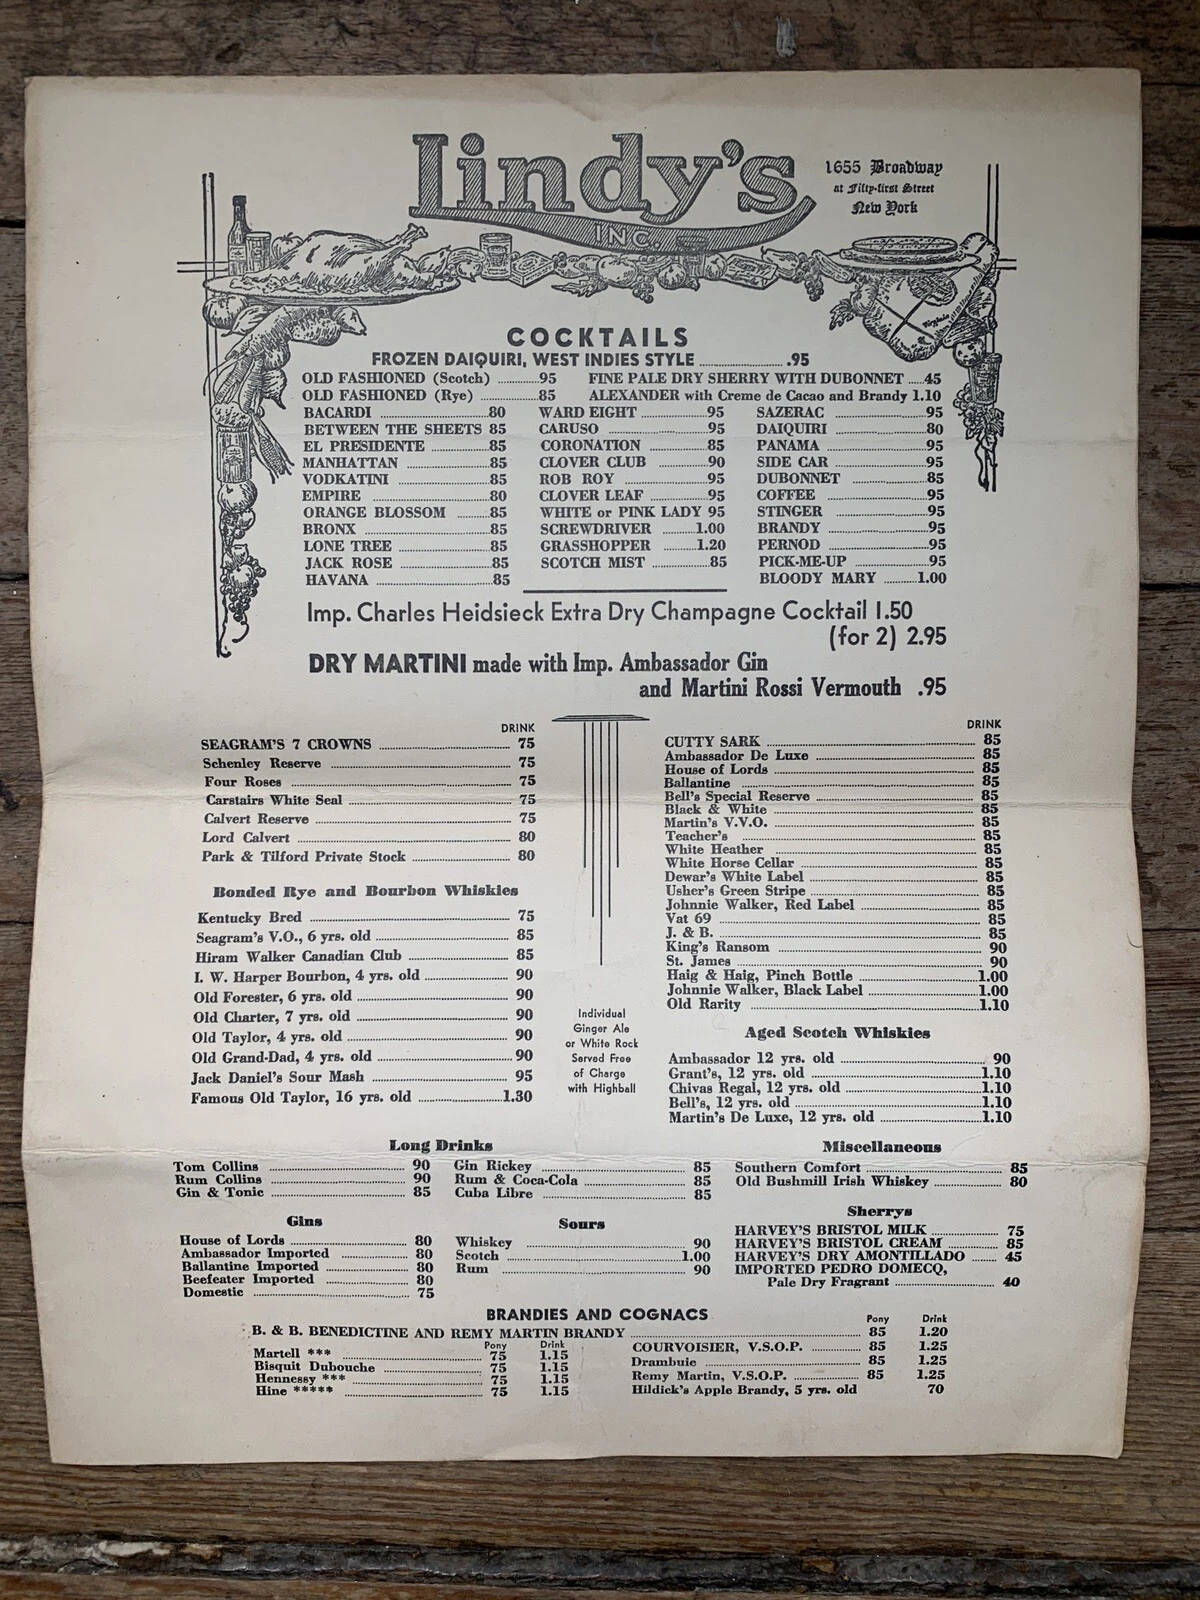 Lindy's
INC.
1655 Broadway
at Fifty-first Street
New York
Virginia
COCKTAILS
FROZEN DAIQUIRI, WEST INDIES STYLE .95
OLD FASHIONED (Scotch) 95
OLD FASHIONED (Rye) 85
FINE PALE DRY SHERRY WITH DUBONNET 45
ALEXANDER with Creme de Cacao and Brandy 1.10
BACARDI 80
BETWEEN THE SHEETS 85
EL PRESIDENTE 85
MANHATTAN 85
VODKATINI 85
EMPIRE 80
ORANGE BLOSSOM 85
BRONX 85
LONE TREE 85
JACK ROSE 85
HAVANA 85
WARD EIGHT 95
CARUSO 95
CORONATION 85
CLOVER CLUB 90
ROB ROY 95
CLOVER LEAF 95
WHITE or PINK LADY 95
SCREWDRIVER 1.00
GRASSHOPPER 1.20
SCOTCH MIST 85
SAZERAC 95
DAIQUIRI 80
PANAMA 95
SIDE CAR 95
DUBONNET 85
COFFEE 95
STINGER 95
BRANDY 95
PERNOD 95
PICK-ME-UP 95
BLOODY MARY 1.00
Imp. Charles Heidsieck Extra Dry Champagne Cocktail 1.50
(for 2) 2.95
DRY MARTINI made with Imp. Ambassador Gin
and Martini Rossi Vermouth .95
DRINK
SEAGRAM'S 7 CROWNS 75
Schenley Reserve 75
Four Roses 75
Carstairs White Seal 75
Calvert Reserve 75
Lord Calvert 80
Park & Tilford Private Stock 80
Bonded Rye and Bourbon Whiskies
Kentucky Bred 75
Seagram's V.O., 6 yrs. old 85
Hiram Walker Canadian Club 85
I. W. Harper Bourbon, 4 yrs. old 90
Old Forester, 6 yrs. old 90
Old Charter, 7 yrs. old 90
Old Taylor, 4 yrs. old 90
Old Grand-Dad, 4 yrs. old 90
Jack Daniel's Sour Mash 95
Famous Old Taylor, 16 yrs. old 1.30
Individual
Ginger Ale
or White Rock
Served Free
of Charge
with Highball
DRINK
CUTTY SARK 85
Ambassador De Luxe 85
House of Lords 85
Ballantine 85
Bell's Special Reserve 85
Black & White 85
Martin's V.V.O. 85
Teacher's 85
White Heather 85
White Horse Cellar 85
Dewar's White Label 85
Usher's Green Stripe 85
Johnnie Walker, Red Label 85
Vat 69 85
J. & B. 85
King's Ransom 90
St. James 90
Haig & Haig, Pinch Bottle 1.00
Johnnie Walker, Black Label 1.00
Old Rarity 1.10
Aged Scotch Whiskies
Ambassador 12 yrs. old 90
Grant's, 12 yrs. old 1.10
Chivas Regal, 12 yrs. old 1.10
Bell's, 12 yrs. old 1.10
Martin's De Luxe, 12 yrs. old 1.10
Long Drinks
Tom Collins 90
Rum Collins 90
Gin & Tonic 85
Gin Rickey 85
Rum & Coca-Cola 85
Cuba Libre 85
Miscellaneous
Southern Comfort 85
Old Bushmill Irish Whiskey 80
Gins
House of Lords 80
Ambassador Imported 80
Ballantine Imported 80
Beefeater Imported 80
Domestic 75
Sours
Whiskey 90
Scotch 1.00
Rum 90
Sherrys
HARVEY'S BRISTOL MILK 75
HARVEY'S BRISTOL CREAM 85
HARVEY'S DRY AMONTILLADO 45
IMPORTED PEDRO DOMECQ,
Pale Dry Fragrant 40
BRANDIES AND COGNACS
Pony Drink
B. & B. BENEDICTINE AND REMY MARTIN BRANDY 85 1.20
Pony Drink
Martell *** 75 1.15
Bisquit Dubouche 75 1.15
Hennessy *** 75 1.15
Hine ***** 75 1.15
COURVOISIER, V.S.O.P. 85 1.25
Drambuie 85 1.25
Remy Martin, V.S.O.P. 85 1.25
Hildick's Apple Brandy, 5 yrs. old 70